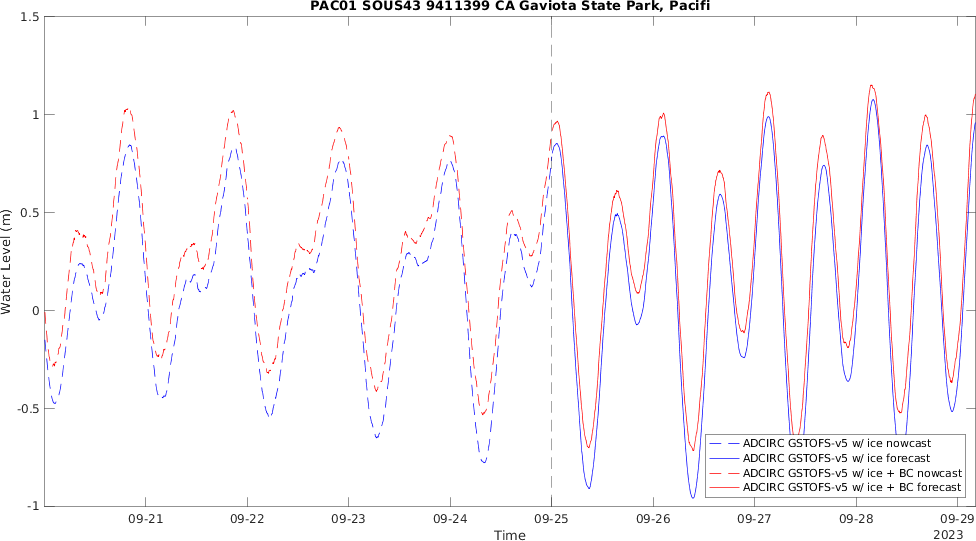 PAC01 SOUS43 9411399 CA Gaviota State Park, Pacifi
1.5
1
0.5
0
-0.5
-1
Water Level (m)
09-21
09-22
09-23
09-24
09-25
09-26
09-27
09-28
09-29
2023
Time
ADCIRC GSTOFS-v5 w/ ice nowcast
ADCIRC GSTOFS-v5 w/ ice forecast
ADCIRC GSTOFS-v5 w/ ice + BC nowcast
ADCIRC GSTOFS-v5 w/ ice + BC forecast